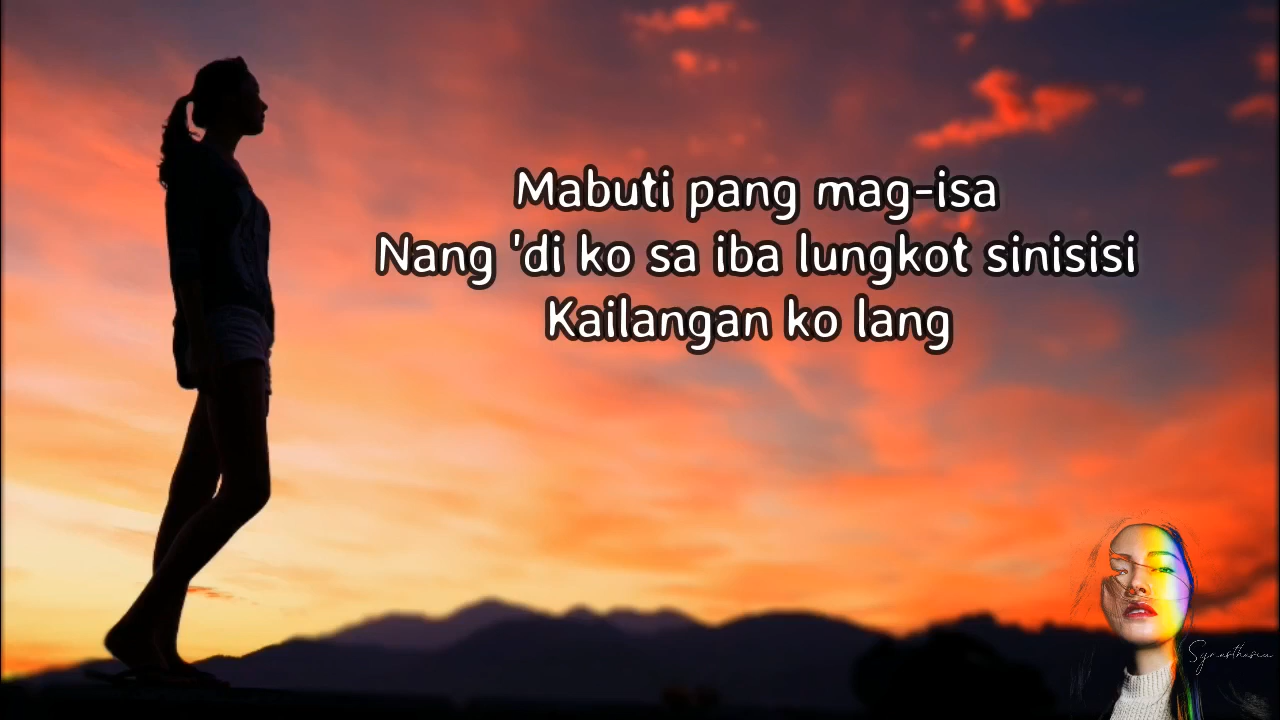 Mabuti pang mag-isa
Nang 'di ko sa iba lungkot sinisisi
Kailangan ko lang